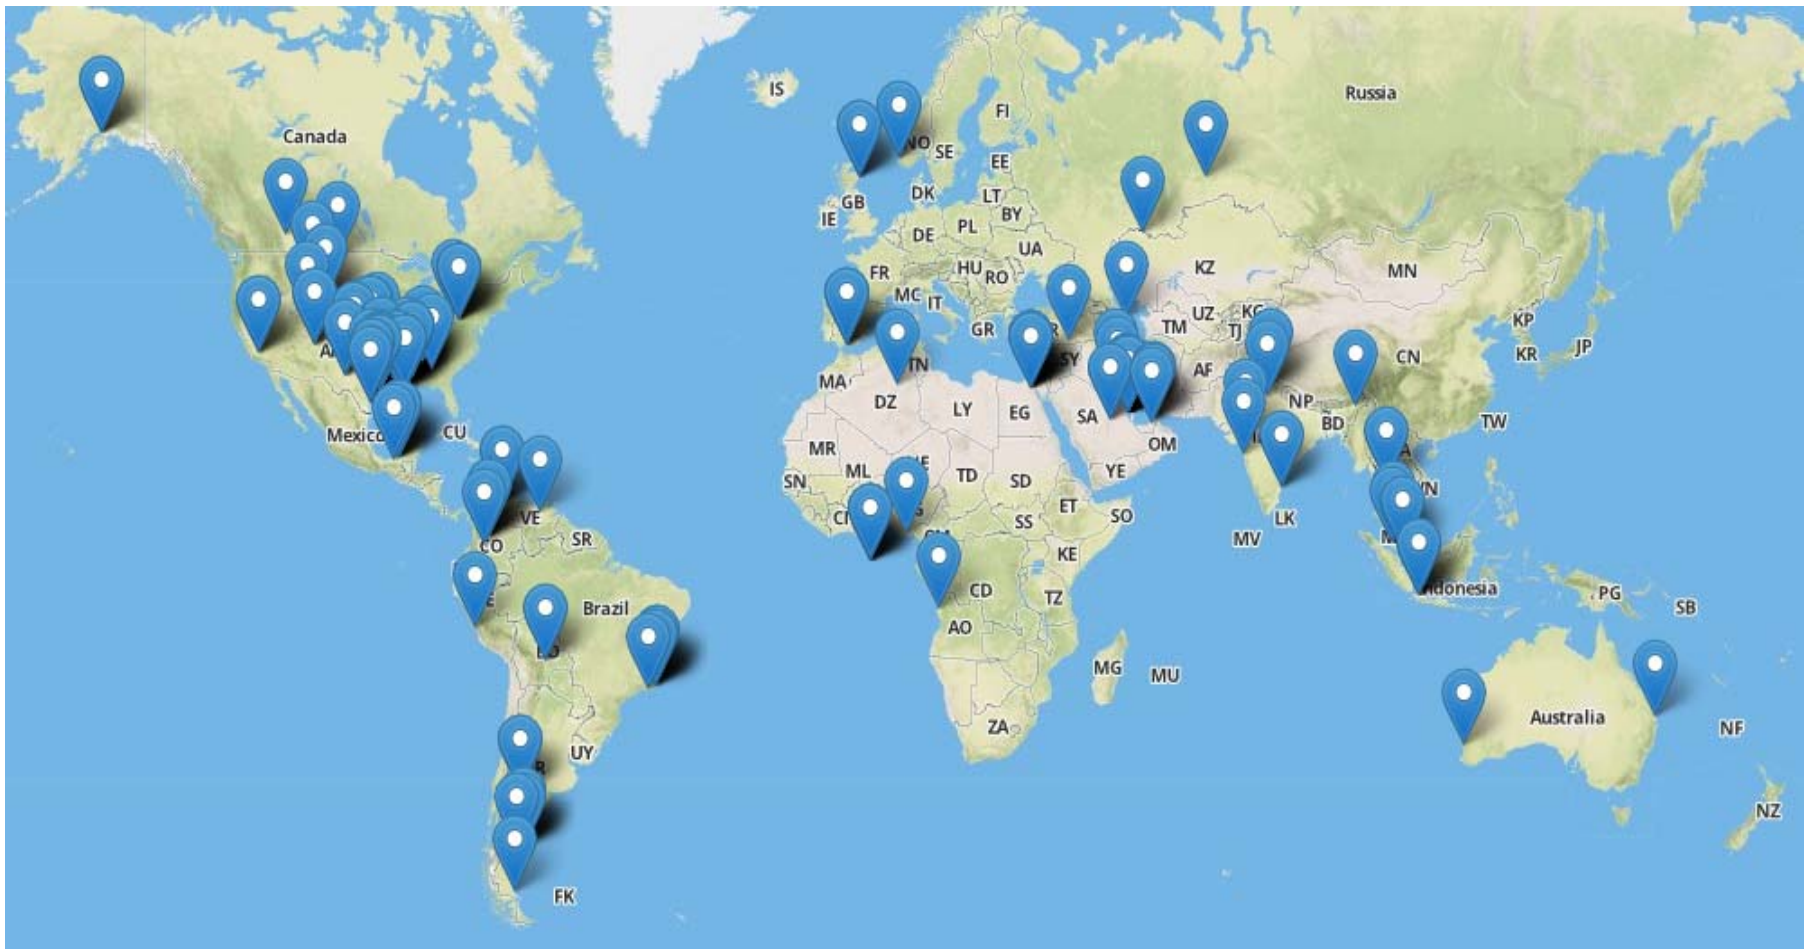 IS
Russia
FI
Canada
NO
SE
EE
DK
LT
GB
IE
BY
PL
DE
UA
HU
FR
RO
KZ
MN
MC
IT
UZ
KG
KP
GR
TM
TJ
KR
JP
SY
CN
TN
AF
MA
DZ
LY
EG
SA
NP
BD
TW
Mexico
CU
OM
MR
ML
TD
SD
YE
SN
ET
SO
SS
LK
VE
CO
SR
KE
MV
CD
TZ
Indonesia
PG
SB
Brazil
AO
MG
MU
Australia
NF
ZA
UY
NZ
FK